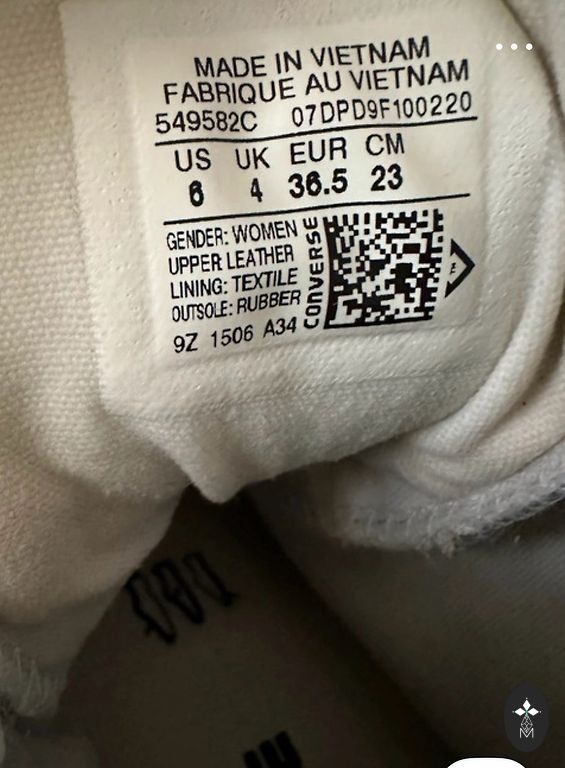 MADE IN VIETNAM
FABRIQUE AU VIETNAM
549582C 07DPD9F100220
US UK EUR CM
6 4 36.5 23
GENDER: WOMEN
UPPER LEATHER
LINING: TEXTILE
OUTSOLE: RUBBER
9Z 1506 A34
CONVERSE